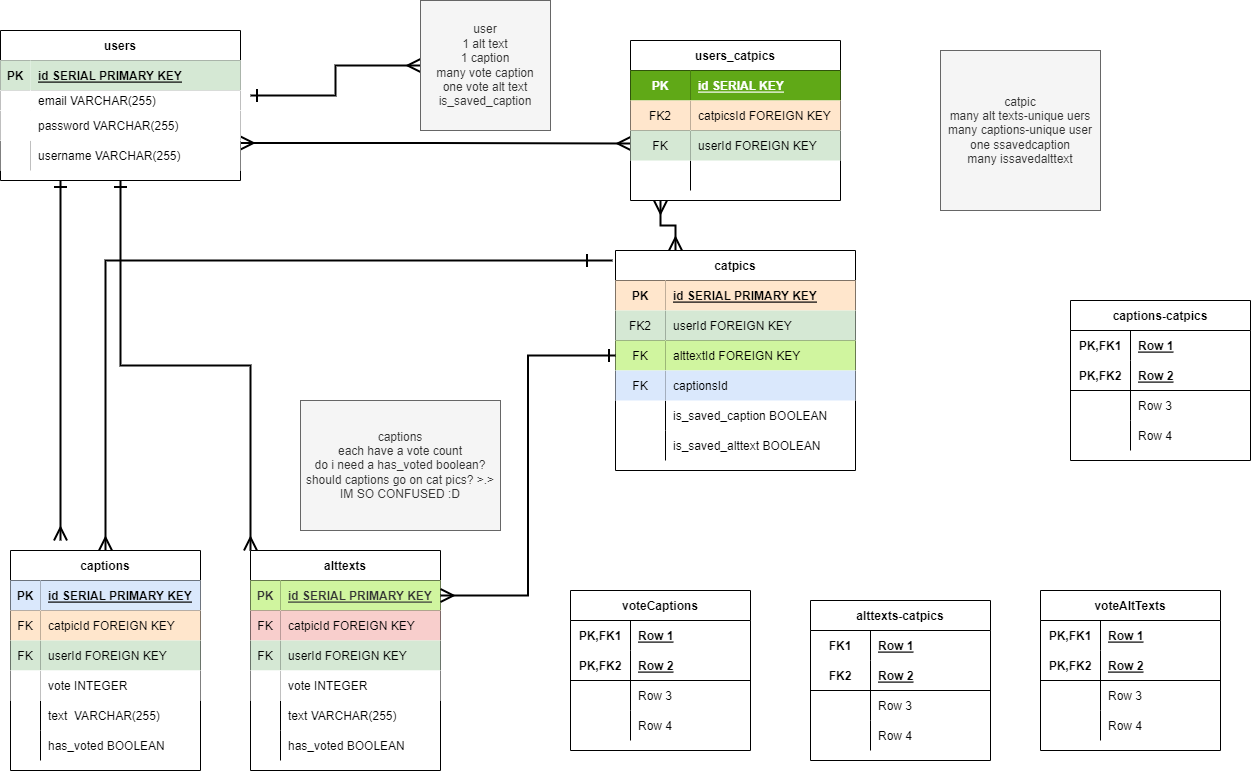 users
PK id SERIAL PRIMARY KEY
email VARCHAR(255)
password VARCHAR(255)
username VARCHAR(255)
user
1 alt text
1 caption
many vote caption
one vote alt text
is_saved_caption
users_catpics
PK id SERIAL KEY
FK2 catpicsId FOREIGN KEY
FK userId FOREIGN KEY
catpic
many alt texts-unique uers
many captions-unique user
one ssavedcaption
many issavedalttext
catpics
PK id SERIAL PRIMARY KEY
FK2 userId FOREIGN KEY
FK alttextId FOREIGN KEY
FK captionsId
is_saved_caption BOOLEAN
is_saved_alttext BOOLEAN
captions-catpics
PK,FK1 Row 1
PK,FK2 Row 2
Row 3
Row 4
captions
each have a vote count
do i need a has_voted boolean?
should captions go on cat pics? >.>
IM SO CONFUSED :D
captions
PK id SERIAL PRIMARY KEY
FK catpicId FOREIGN KEY
FK userId FOREIGN KEY
vote INTEGER
text  VARCHAR(255)
has_voted BOOLEAN
alttexts
PK id SERIAL PRIMARY KEY
FK catpicId FOREIGN KEY
FK userId FOREIGN KEY
vote INTEGER
text VARCHAR(255)
has_voted BOOLEAN
voteCaptions
PK,FK1 Row 1
PK,FK2 Row 2
Row 3
Row 4
alttexts-catpics
FK1 Row 1
FK2 Row 2
Row 3
Row 4
voteAltTexts
PK,FK1 Row 1
PK,FK2 Row 2
Row 3
Row 4